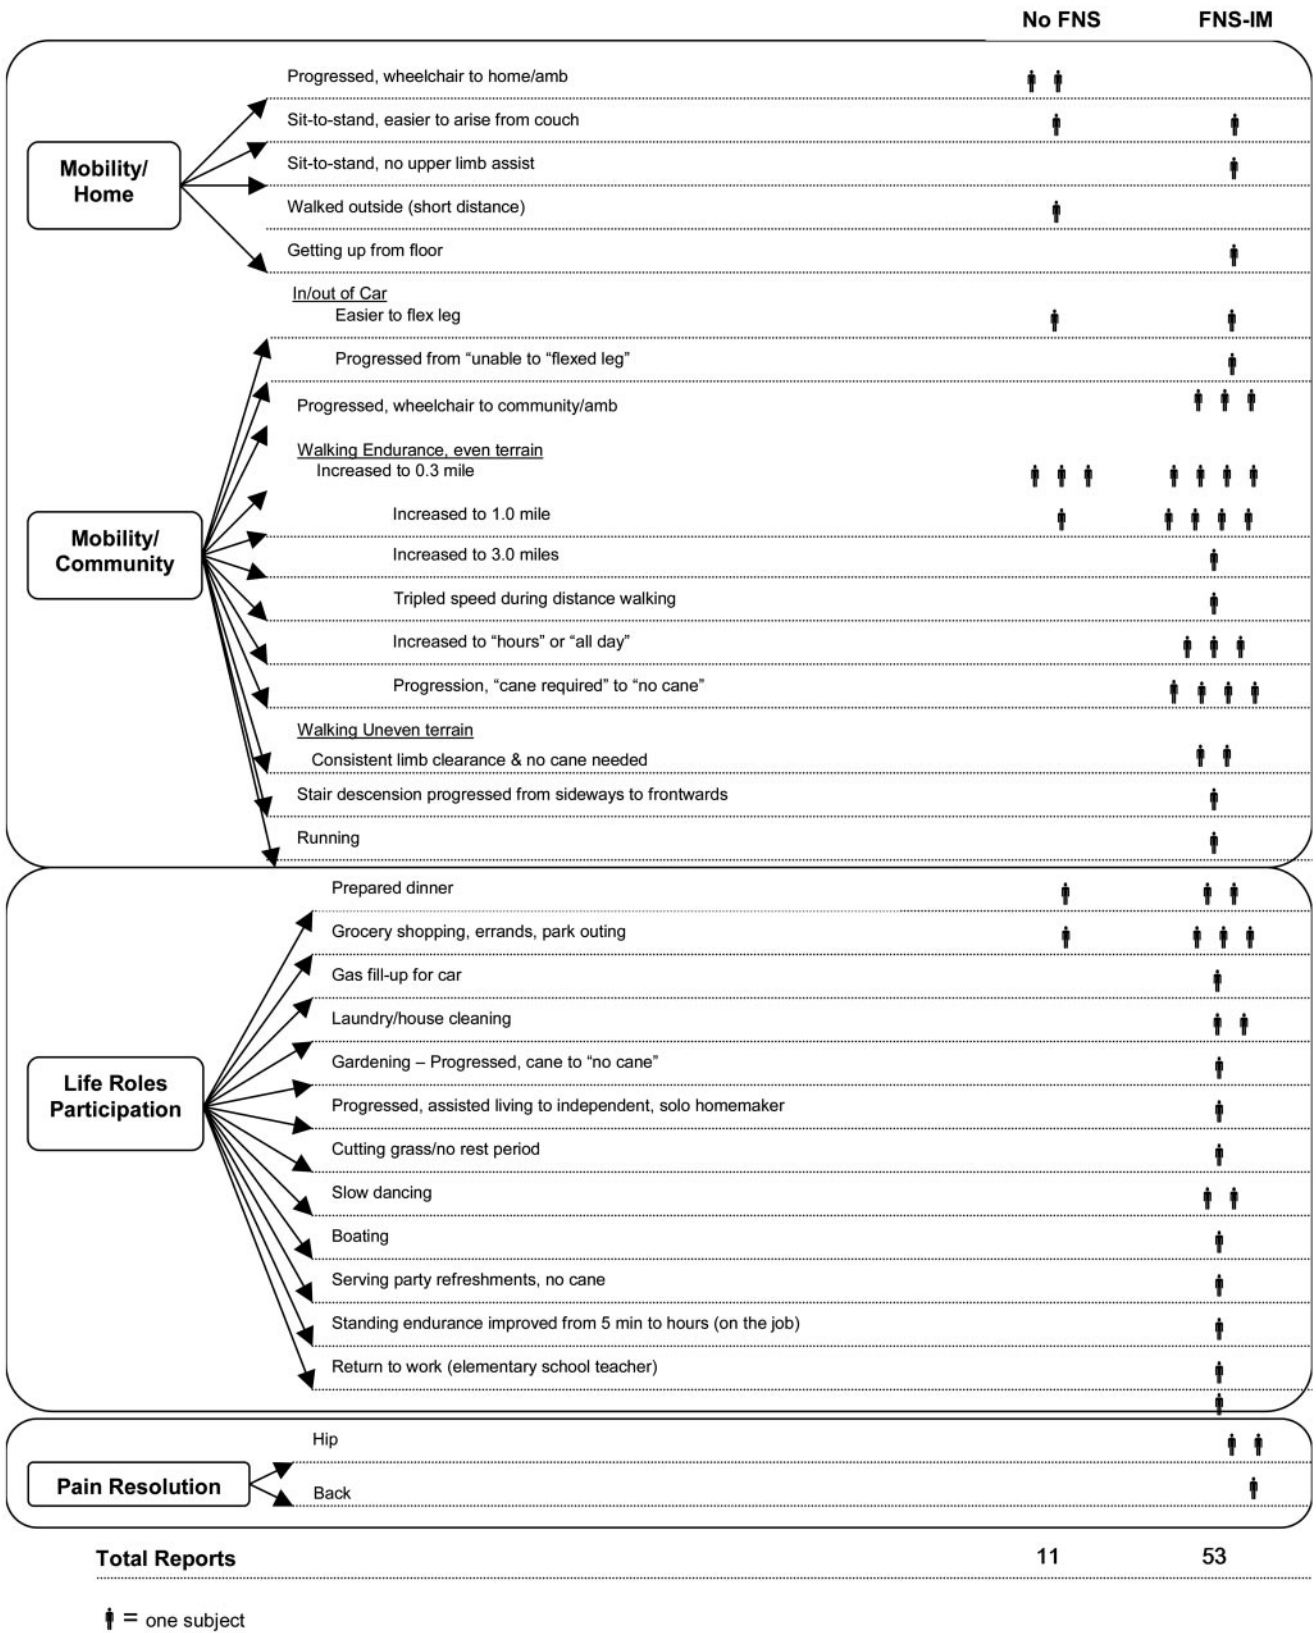 No FNS FNS-IM
Progressed, wheelchair to home/amb
Sit-to-stand, easier to arise from couch
Mobility/
Home
Sit-to-stand, no upper limb assist
Walked outside (short distance)
Getting up from floor
In/out of Car
Easier to flex leg
Progressed from “unable to “flexed leg”
Progressed, wheelchair to community/amb
Walking Endurance, even terrain
Increased to 0.3 mile
Increased to 1.0 mile
Mobility/
Community
Increased to 3.0 miles
Tripled speed during distance walking
Increased to “hours” or “all day”
Progression, “cane required” to “no cane”
Walking Uneven terrain
Consistent limb clearance & no cane needed
Stair descension progressed from sideways to frontwards
Running
Prepared dinner
Grocery shopping, errands, park outing
Gas fill-up for car
Laundry/house cleaning
Gardening – Progressed, cane to “no cane”
Life Roles
Participation
Progressed, assisted living to independent, solo homemaker
Cutting grass/no rest period
Slow dancing
Boating
Serving party refreshments, no cane
Standing endurance improved from 5 min to hours (on the job)
Return to work (elementary school teacher)
Hip
Pain Resolution
Back
Total Reports 11 53
= one subject